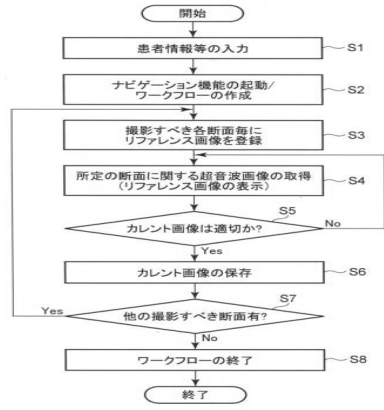 開始
患者情報等の入力
S1
ナビゲーション機能の起動/
ワークフローの作成
S2
撮影すべき各断面毎に
リファレンス画像を登録
S3
所定の断面に関する超音波画像の取得
(リファレンス画像の表示)
S4
カレント画像は適切か?
S5
No
Yes
カレント画像の保存
S6
他の撮影すべき断面有?
S7
Yes
No
ワークフローの終了
S8
終了